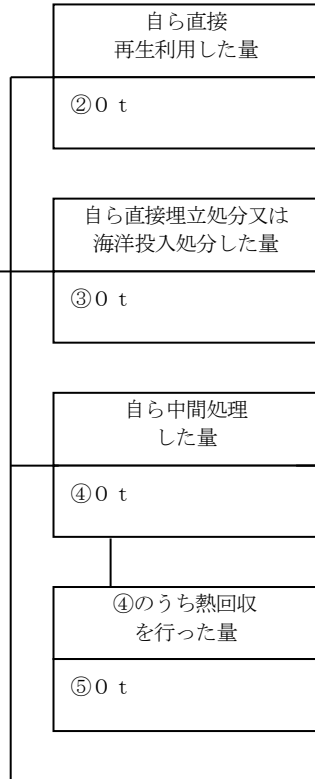 自ら直接
再生利用した量
②０ ｔ
自ら直接埋立処分又は
海洋投入処分した量
③０ ｔ
自ら中間処理
した量
④０ ｔ
④のうち熱回収
を行った量
⑤０ ｔ